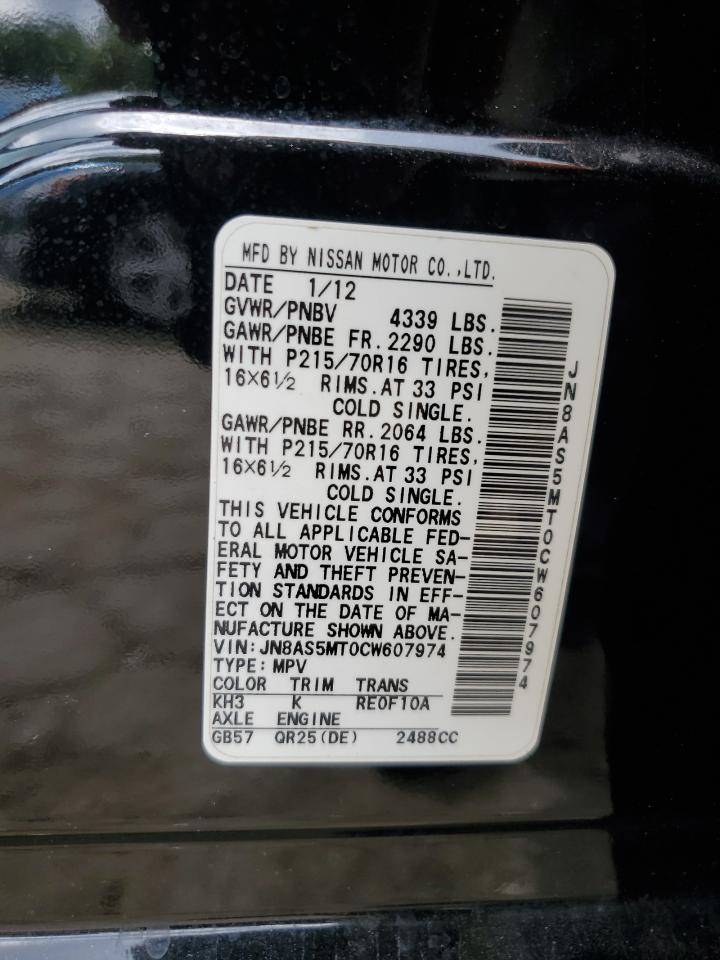 MFD BY NISSAN MOTOR CO.,LTD.
DATE 1/12
GVWR/PNBV 4339 LBS.
GAWR/PNBE FR. 2290 LBS.
WITH P215/70R16 TIRES,
16X6½ RIMS. AT 33 PSI
COLD SINGLE.
GAWR/PNBE RR. 2064 LBS.
WITH P215/70R16 TIRES,
16X6½ RIMS. AT 33 PSI
COLD SINGLE.
THIS VEHICLE CONFORMS
TO ALL APPLICABLE FED-
ERAL MOTOR VEHICLE SA-
FETY AND THEFT PREVEN-
TION STANDARDS IN EFF-
ECT ON THE DATE OF MA-
NUFACTURE SHOWN ABOVE.
VIN: JN8AS5MT0CW607974
TYPE: MPV
COLOR TRIM TRANS
KH3 K RE0F10A
AXLE ENGINE
GB57 QR25(DE) 2488CC
JN8AS5MT0CW607974